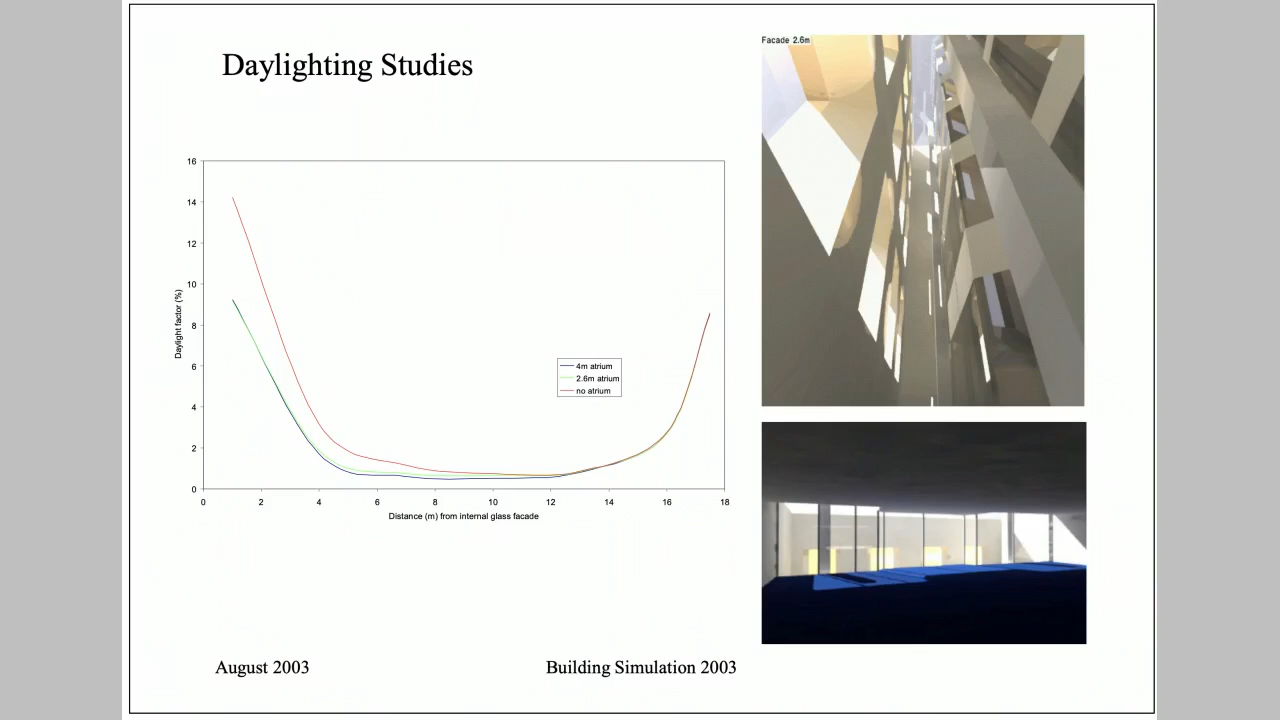 Daylighting Studies
Facade 2.6m
16
14
12
10
8
6
4
2
0
Daylight factor (%)
4m atrium
2.6m atrium
no atrium
0 2 4 6 8 10 12 14 16 18
Distance (m) from internal glass facade
August 2003
Building Simulation 2003